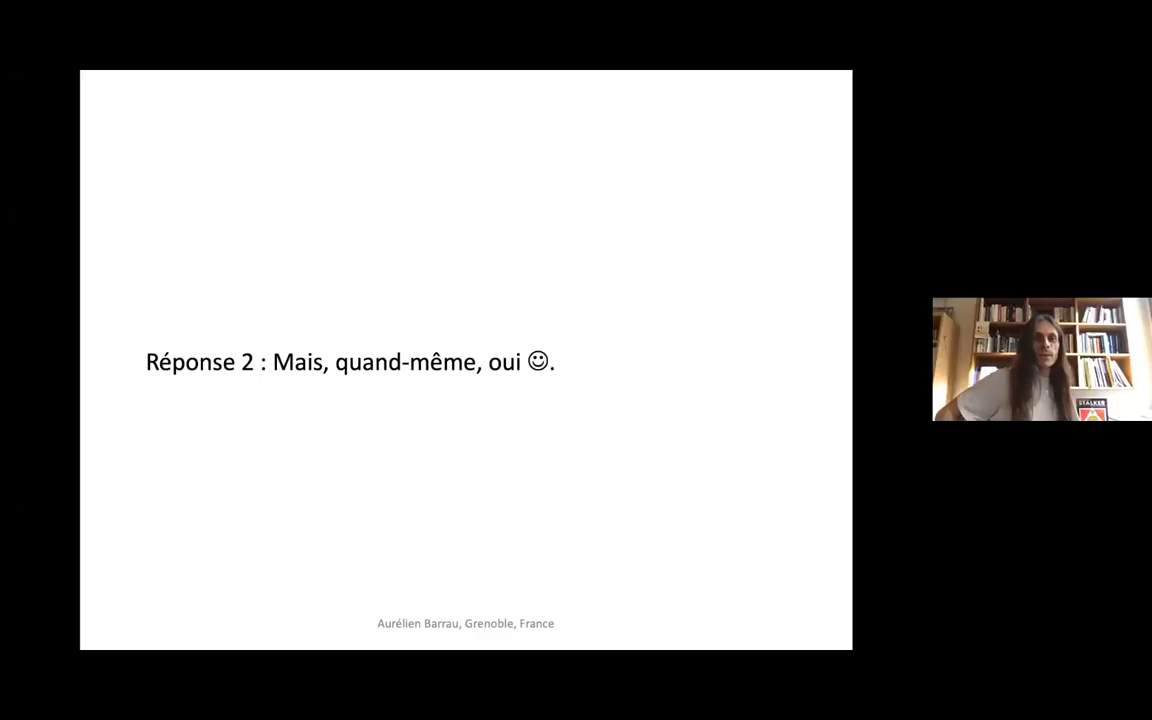 Réponse 2 : Mais, quand-même, oui ☺.
STALKER
Aurélien Barrau, Grenoble, France